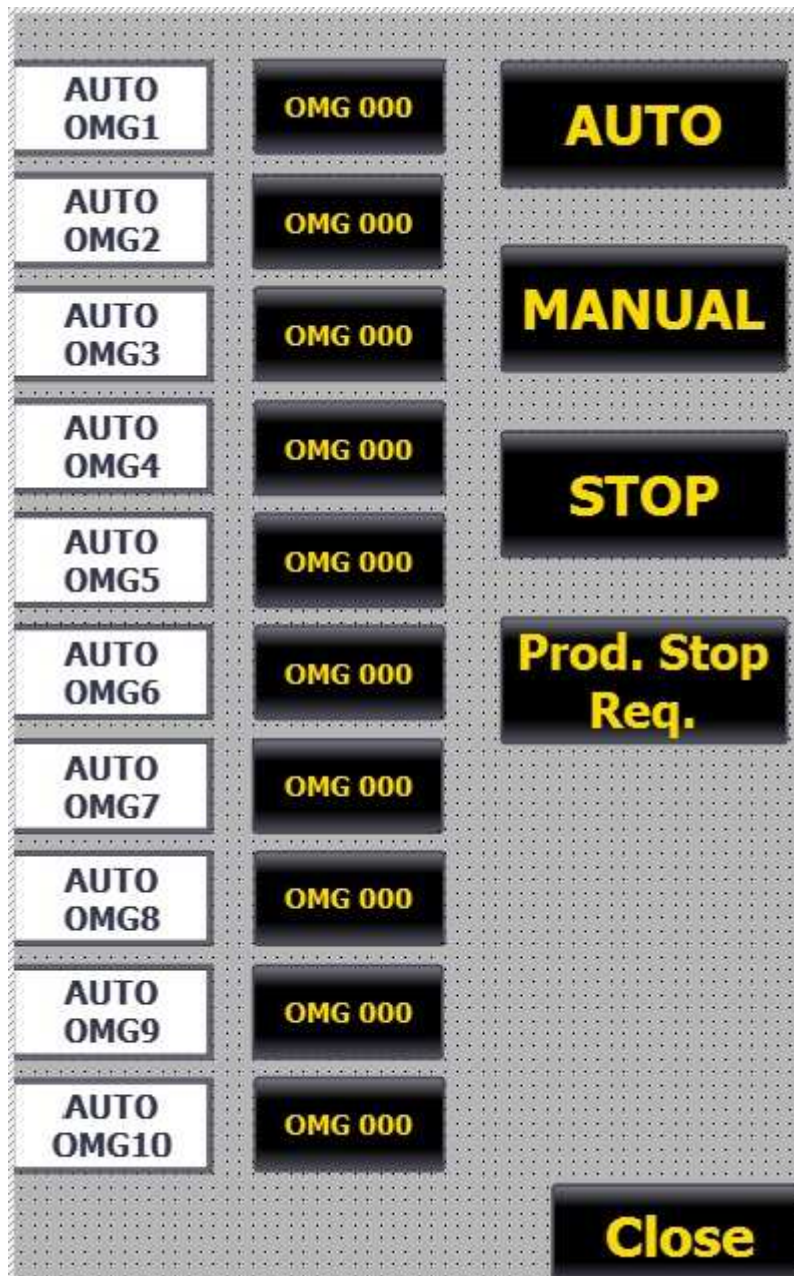 AUTO
OMG1
OMG 000
AUTO
AUTO
OMG2
OMG 000
AUTO
OMG3
OMG 000
MANUAL
AUTO
OMG4
OMG 000
STOP
AUTO
OMG5
OMG 000
AUTO
OMG6
OMG 000
Prod. Stop
Req.
AUTO
OMG7
OMG 000
AUTO
OMG8
OMG 000
AUTO
OMG9
OMG 000
AUTO
OMG10
OMG 000
Close